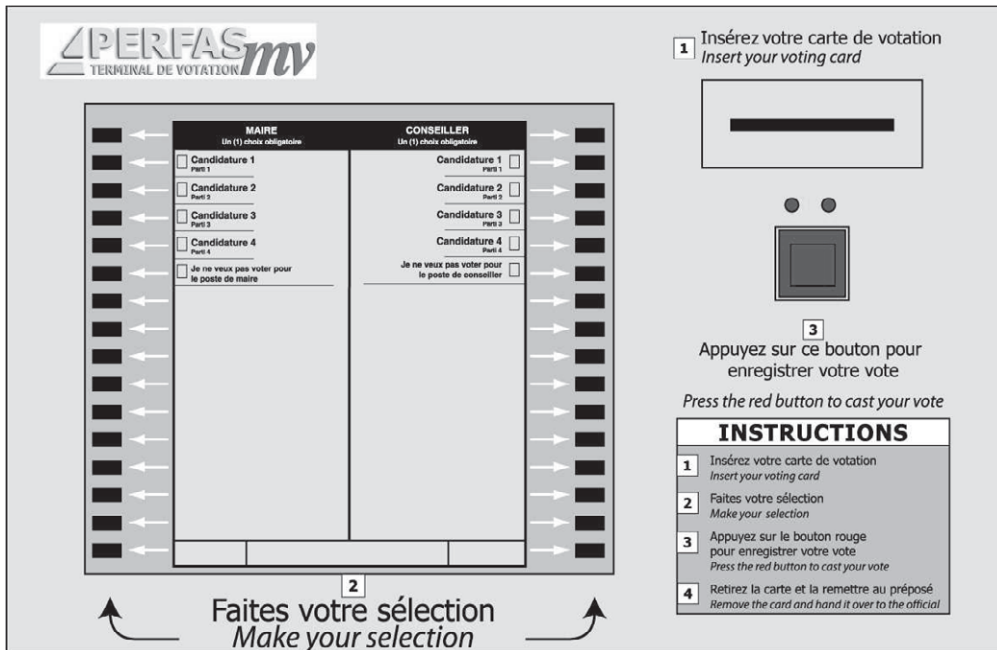 PERFAS mv
TERMINAL DE VOTATION
1 Insérez votre carte de votation
Insert your voting card
MAIRE
Un (1) choix obligatoire
Candidature 1
Parti 1
Candidature 2
Parti 2
Candidature 3
Parti 3
Candidature 4
Parti 4
Je ne veux pas voter pour
le poste de maire
CONSEILLER
Un (1) choix obligatoire
Candidature 1
Parti 1
Candidature 2
Parti 2
Candidature 3
Parti 3
Candidature 4
Parti 4
Je ne veux pas voter pour
le poste de conseiller
2
Faites votre sélection
Make your selection
3
Appuyez sur ce bouton pour
enregistrer votre vote
Press the red button to cast your vote
INSTRUCTIONS
1 Insérez votre carte de votation
Insert your voting card
2 Faites votre sélection
Make your selection
3 Appuyez sur le bouton rouge
pour enregistrer votre vote
Press the red button to cast your vote
4 Retirez la carte et la remettre au préposé
Remove the card and hand it over to the official